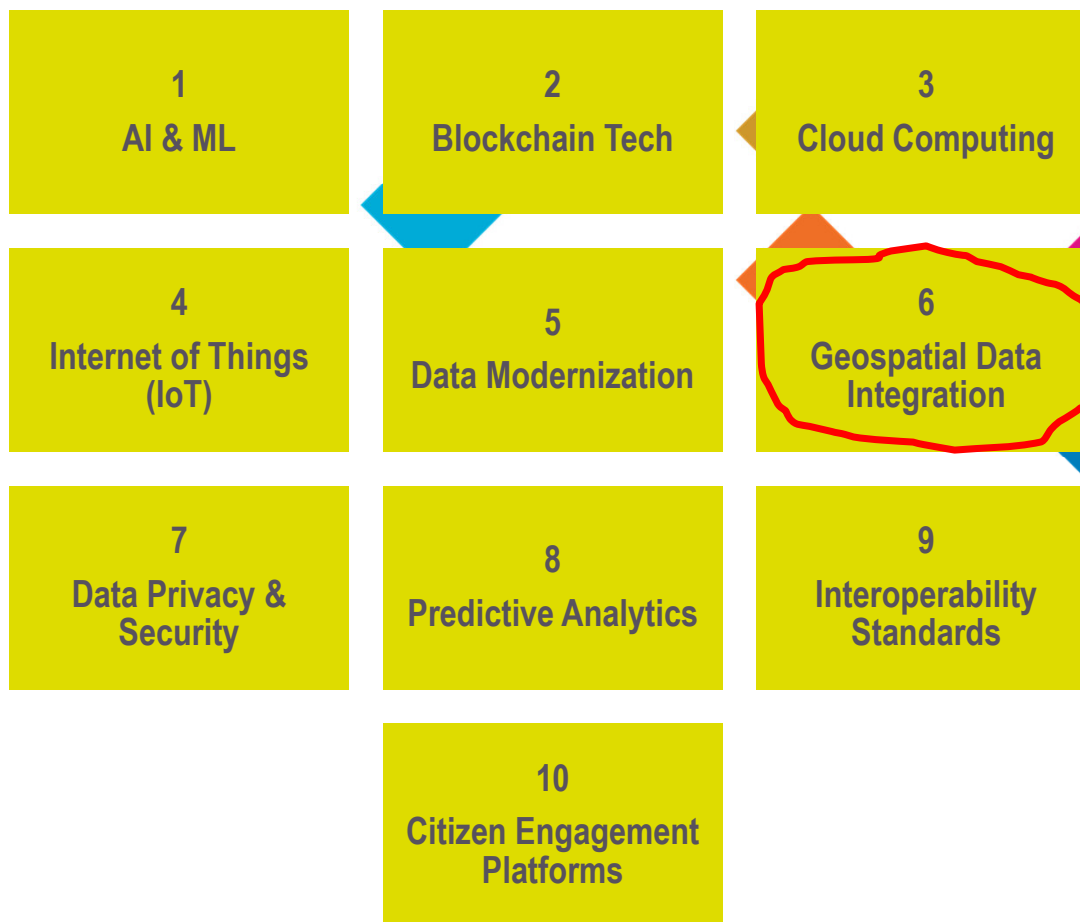 1
AI & ML
2
Blockchain Tech
3
Cloud Computing
4
Internet of Things
(IoT)
5
Data Modernization
6
Geospatial Data
Integration
7
Data Privacy &
Security
8
Predictive Analytics
9
Interoperability
Standards
10
Citizen Engagement
Platforms